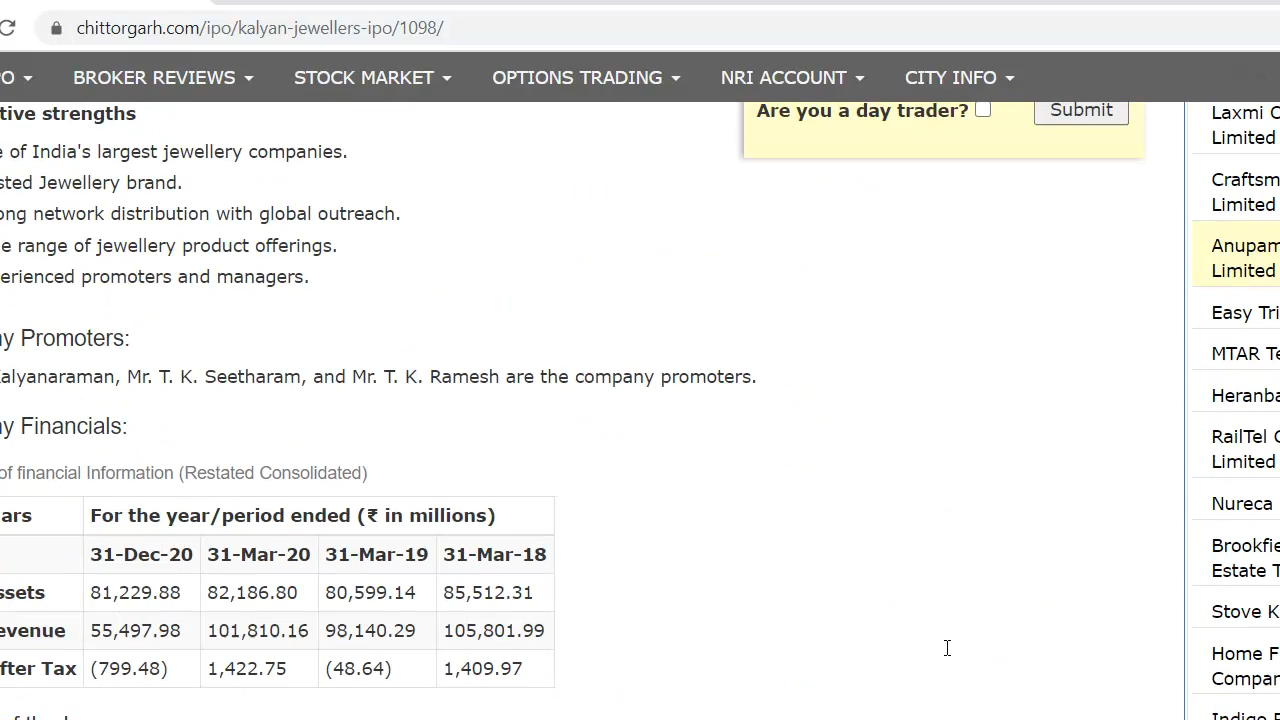 chittorgarh.com/ipo/kalyan-jewellers-ipo/1098/
PO BROKER REVIEWS STOCK MARKET OPTIONS TRADING NRI ACCOUNT CITY INFO
tive strengths
e of India's largest jewellery companies.
sted Jewellery brand.
ong network distribution with global outreach.
e range of jewellery product offerings.
erienced promoters and managers.
ny Promoters:
Kalyanaraman, Mr. T. K. Seetharam, and Mr. T. K. Ramesh are the company promoters.
ny Financials:
of financial Information (Restated Consolidated)
ars For the year/period ended (₹ in millions)
31-Dec-20 31-Mar-20 31-Mar-19 31-Mar-18
ssets 81,229.88 82,186.80 80,599.14 85,512.31
evenue 55,497.98 101,810.16 98,140.29 105,801.99
fter Tax (799.48) 1,422.75 (48.64) 1,409.97
Are you a day trader? Submit
Laxmi O
Limited
Craftsm
Limited
Anupam
Limited
Easy Tri
MTAR Te
Heranba
RailTel C
Limited
Nureca
Brookfie
Estate T
Stove K
Home F
Compan